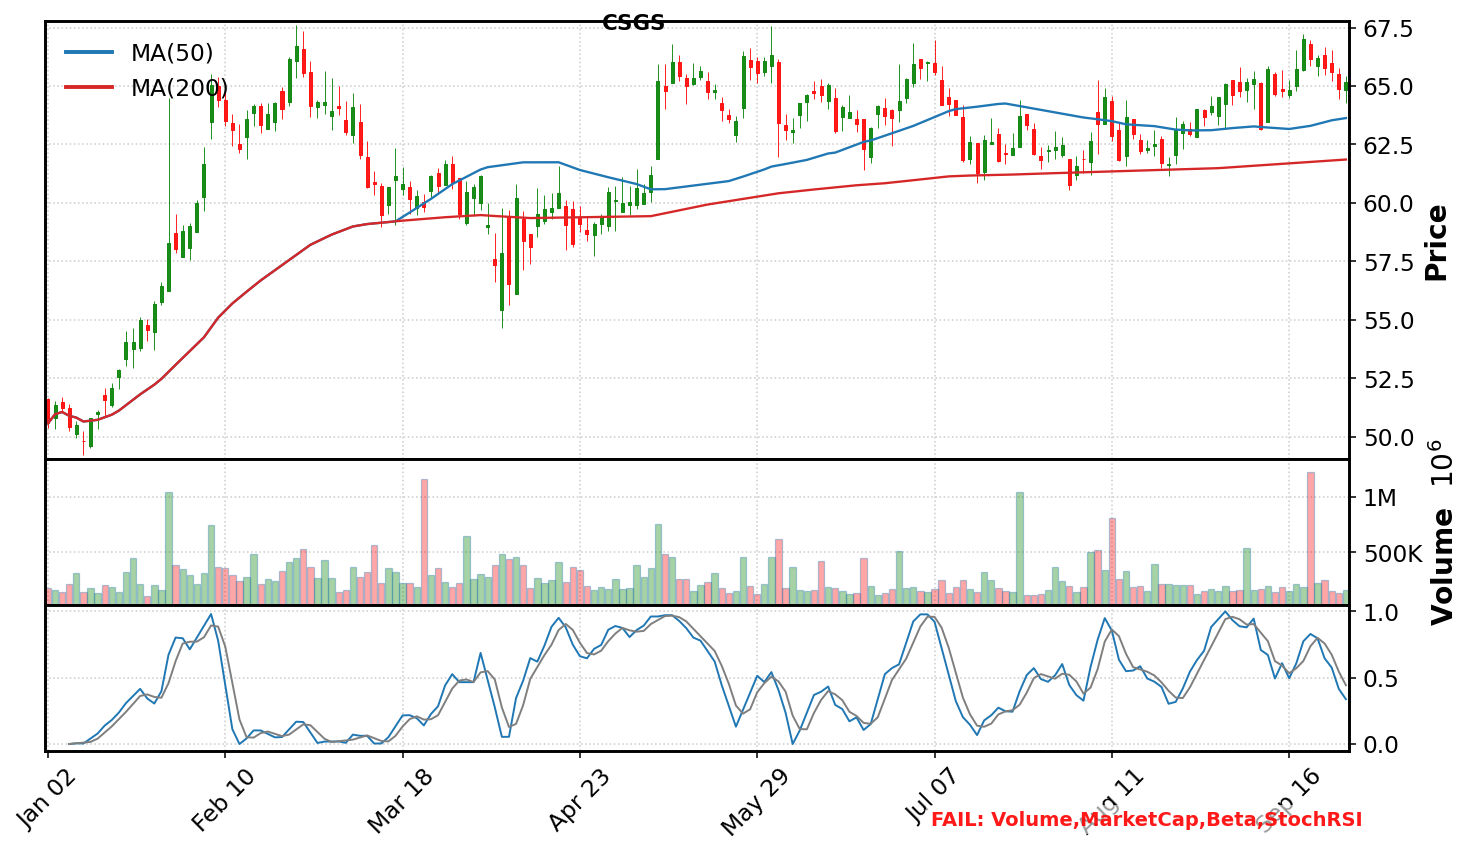 CSGS
MA(50)
MA(200)
67.5
65.0
62.5
60.0
57.5
55.0
52.5
50.0
Price
1M
500K
Volume 10^6
1.0
0.5
0.0
Jan 02
Feb 10
Mar 18
Apr 23
May 29
Jul 07
Aug 11
Sep 16
FAIL: Volume,MarketCap,Beta,StochRSI